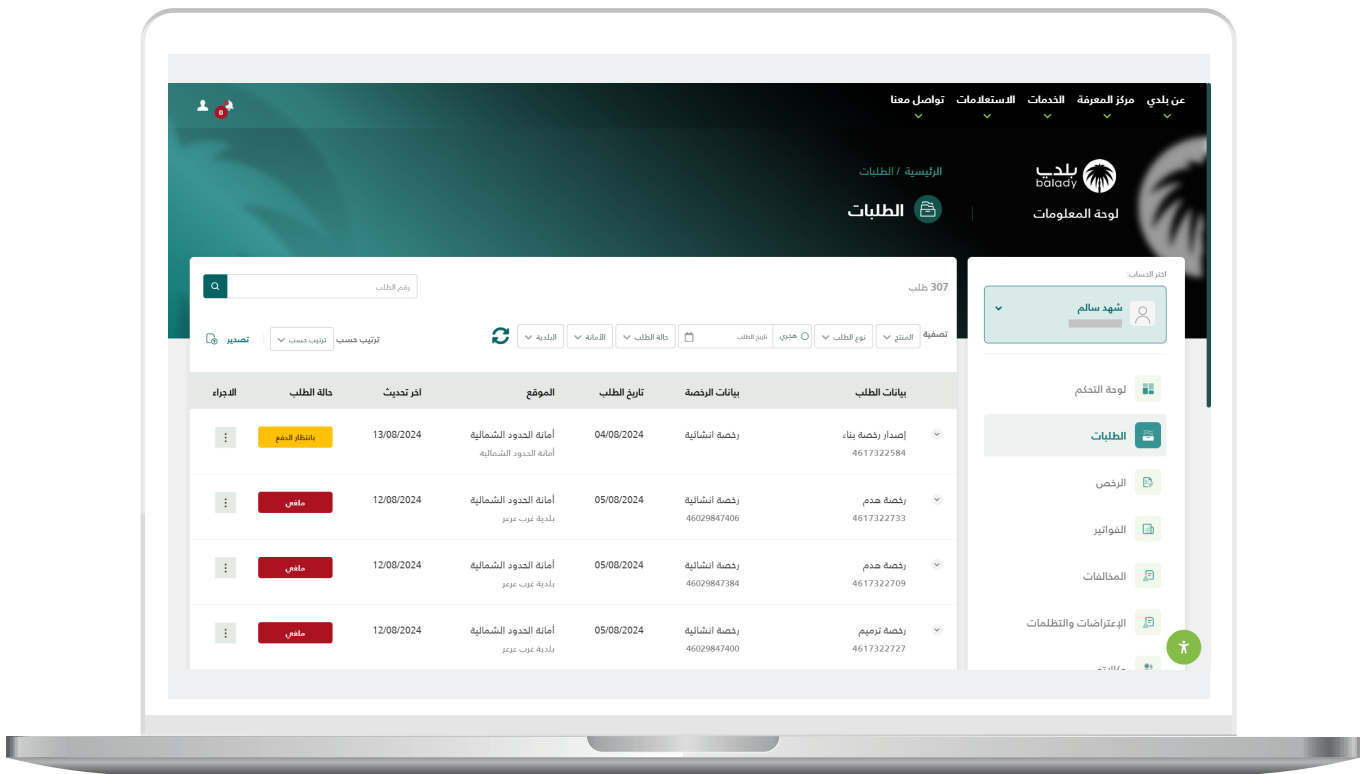 عن بلدي مركز المعرفة الخدمات الاستعلامات تواصل معنا
0
بلدي
balady
لوحة المعلومات
الرئيسية / الطلبات
الطلبات
اختر الحساب:
شهد سالم
لوحة التحكم
الطلبات
الرخص
الفواتير
المخالفات
الإعتراضات والتظلمات
307 طلب
رقم الطلب
تصفية المنتج نوع الطلب هجري تاريخ الطلب حالة الطلب الأمانة البلدية
ترتيب حسب ترتيب حسب تصدير
بيانات الطلب بيانات الرخصة تاريخ الطلب الموقع اخر تحديث حالة الطلب الاجراء
إصدار رخصة بناء رخصة انشائية 04/08/2024 أمانة الحدود الشمالية 13/08/2024 بانتظار الدفع
4617322584 أمانة الحدود الشمالية
رخصة هدم رخصة انشائية 05/08/2024 أمانة الحدود الشمالية 12/08/2024 ملغي
4617322733 46029847406 بلدية غرب عرعر
رخصة هدم رخصة انشائية 05/08/2024 أمانة الحدود الشمالية 12/08/2024 ملغي
4617322709 46029847384 بلدية غرب عرعر
رخصة ترميم رخصة انشائية 05/08/2024 أمانة الحدود الشمالية 12/08/2024 ملغي
4617322727 46029847400 بلدية غرب عرعر